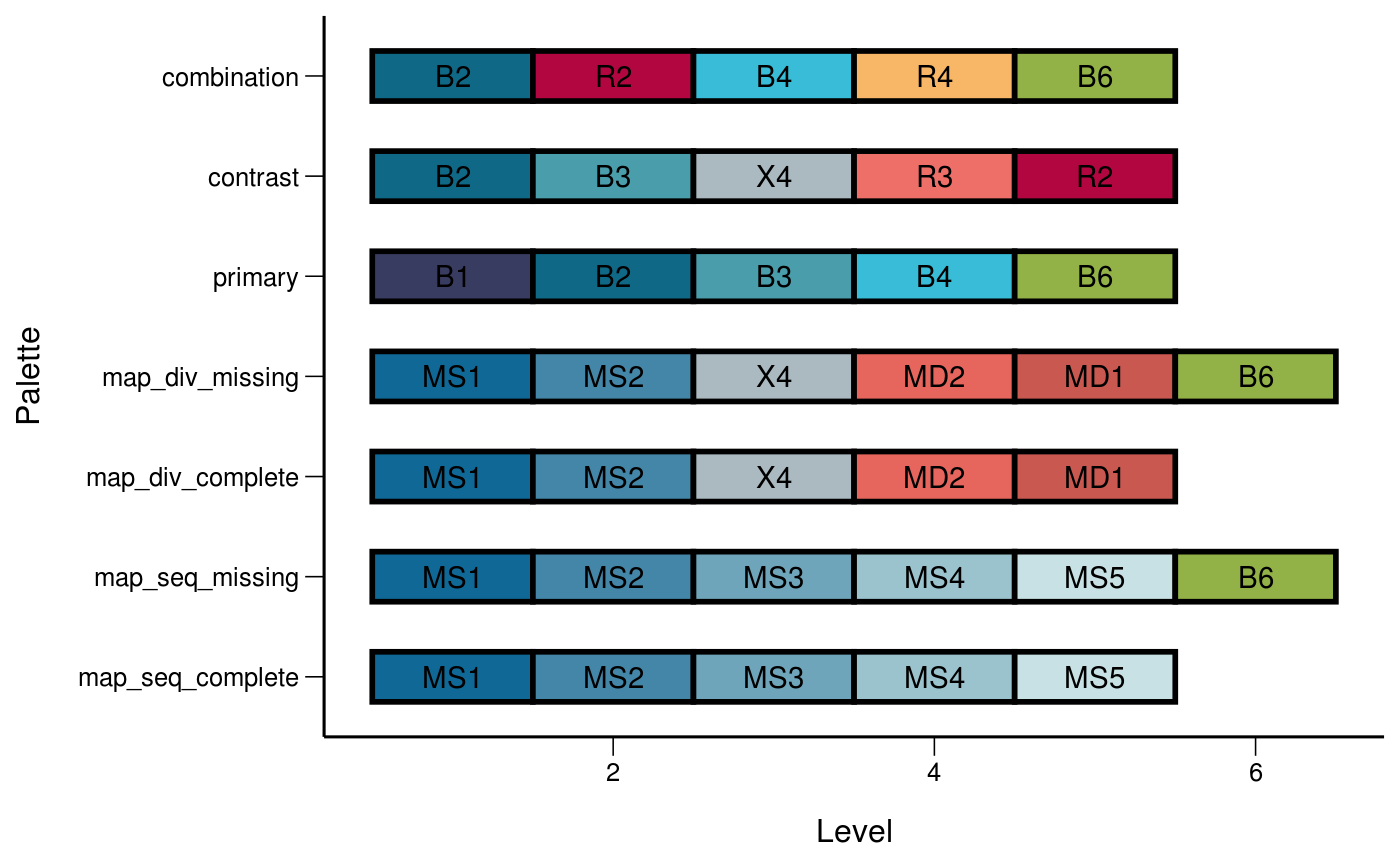 combination B2 R2 B4 R4 B6
contrast B2 B3 X4 R3 R2
primary B1 B2 B3 B4 B6
map_div_missing MS1 MS2 X4 MD2 MD1 B6
map_div_complete MS1 MS2 X4 MD2 MD1
map_seq_missing MS1 MS2 MS3 MS4 MS5 B6
map_seq_complete MS1 MS2 MS3 MS4 MS5
Palette
2 4 6
Level